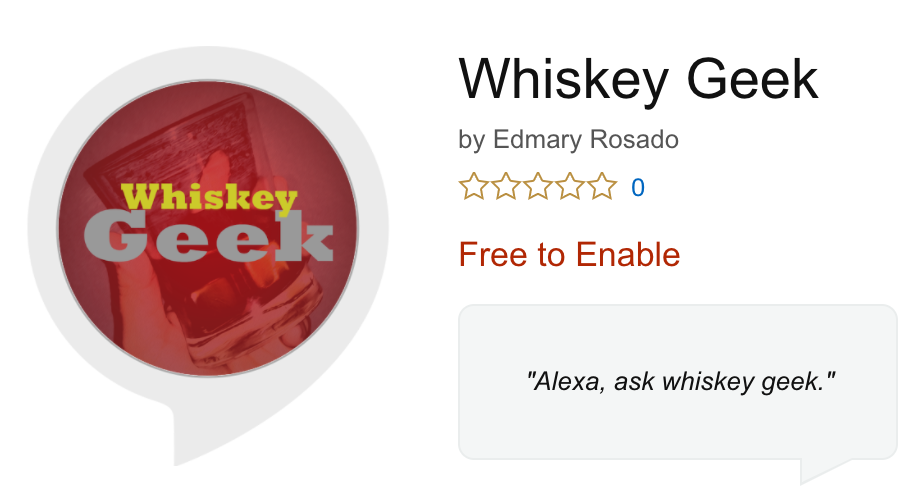 Whiskey
Geek
Whiskey Geek
by Edmary Rosado
0
Free to Enable
"Alexa, ask whiskey geek."